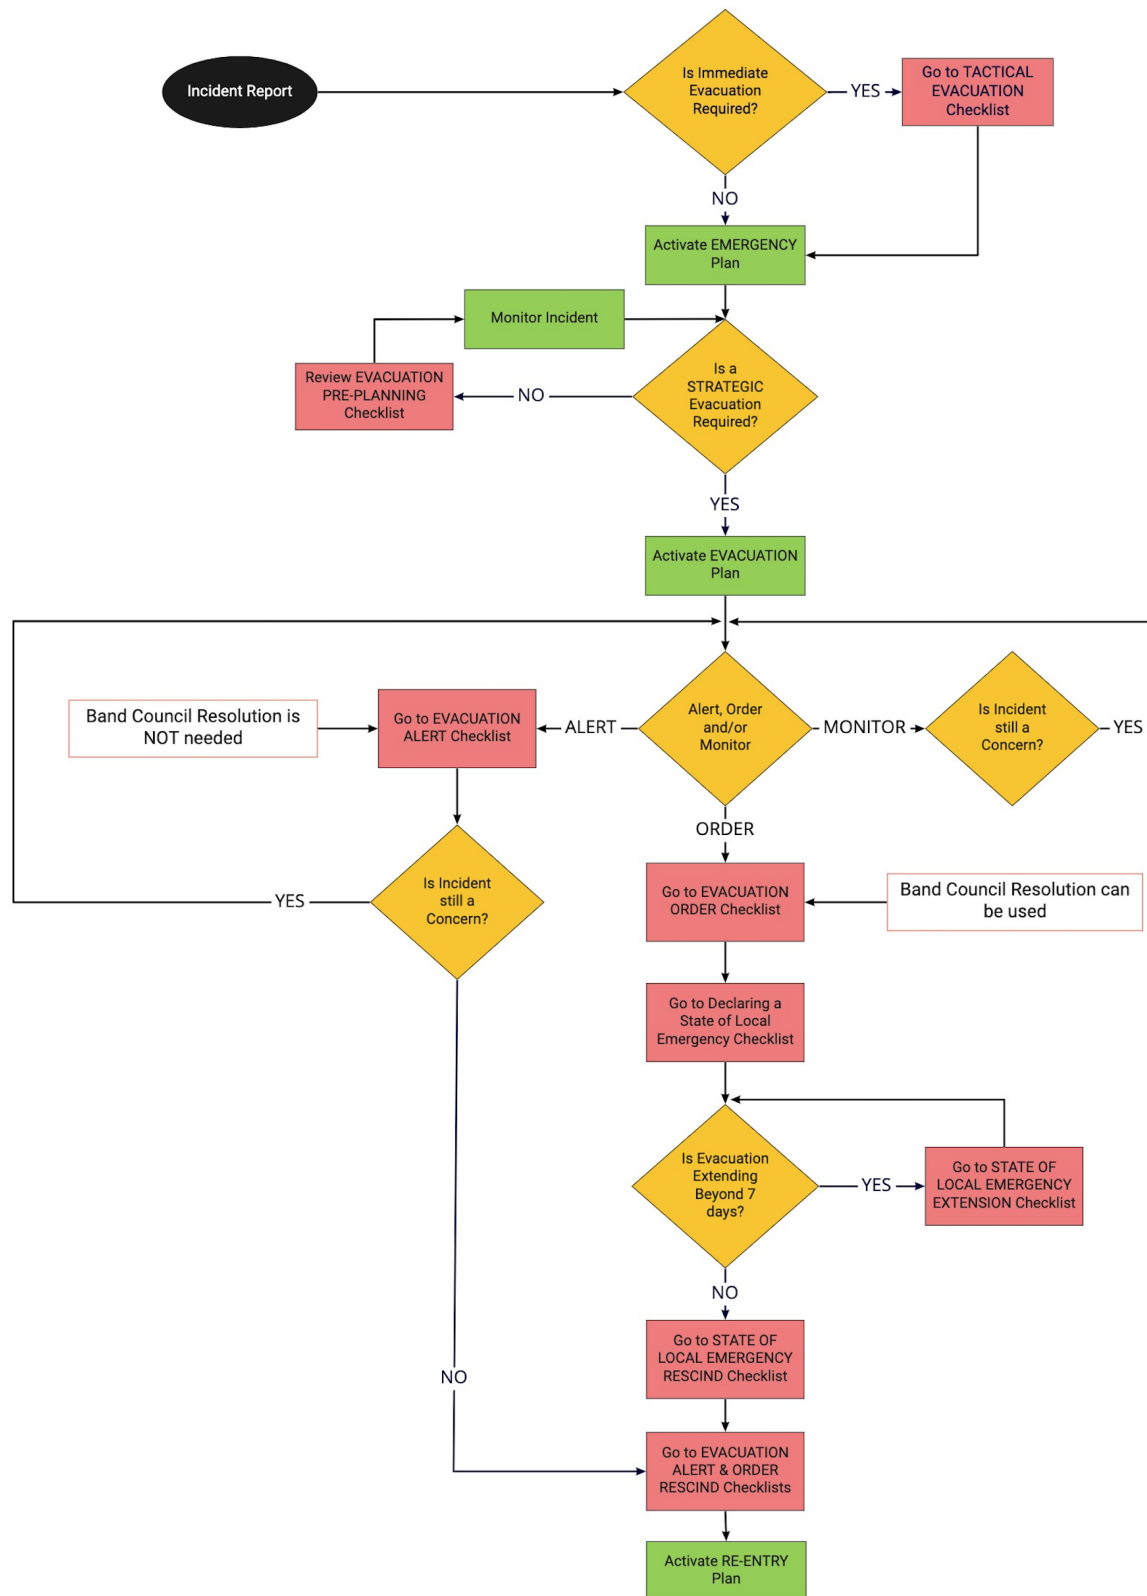 Incident Report
Is Immediate
Evacuation
Required?
YES
Go to TACTICAL
EVACUATION
Checklist
NO
Activate EMERGENCY
Plan
Monitor Incident
Review EVACUATION
PRE-PLANNING
Checklist
NO
Is a
STRATEGIC
Evacuation
Required?
YES
Activate EVACUATION
Plan
Band Council Resolution is
NOT needed
Go to EVACUATION
ALERT Checklist
ALERT
Alert, Order
and/or
Monitor
MONITOR
Is Incident
still a
Concern?
YES
ORDER
YES
Is Incident
still a
Concern?
Go to EVACUATION
ORDER Checklist
Band Council Resolution can
be used
Go to Declaring a
State of Local
Emergency Checklist
Is Evacuation
Extending
Beyond 7
days?
YES
Go to STATE OF
LOCAL EMERGENCY
EXTENSION Checklist
NO
Go to STATE OF
LOCAL EMERGENCY
RESCIND Checklist
NO
Go to EVACUATION
ALERT & ORDER
RESCIND Checklists
Activate RE-ENTRY
Plan